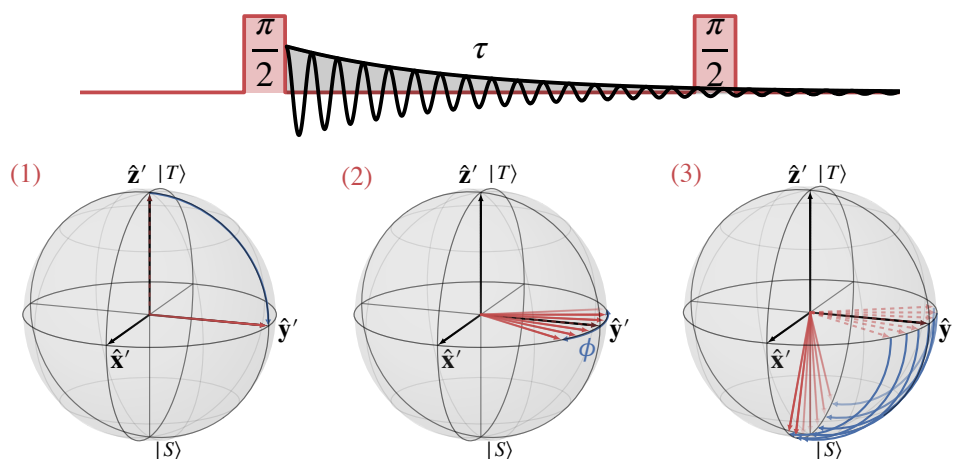 π/2 τ π/2
(1) ẑ′ |T⟩ (2) ẑ′ |T⟩ (3) ẑ′ |T⟩
x̂′ ŷ′ x̂′ ϕ ŷ′ x̂′ ŷ
|S⟩ |S⟩ |S⟩